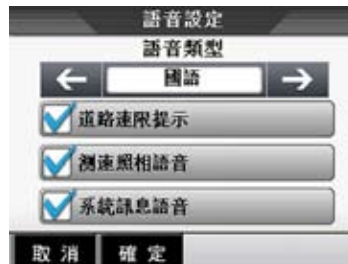 語音設定
語音類型
國語
道路速限提示
測速照相語音
系統訊息語音
取消 確定